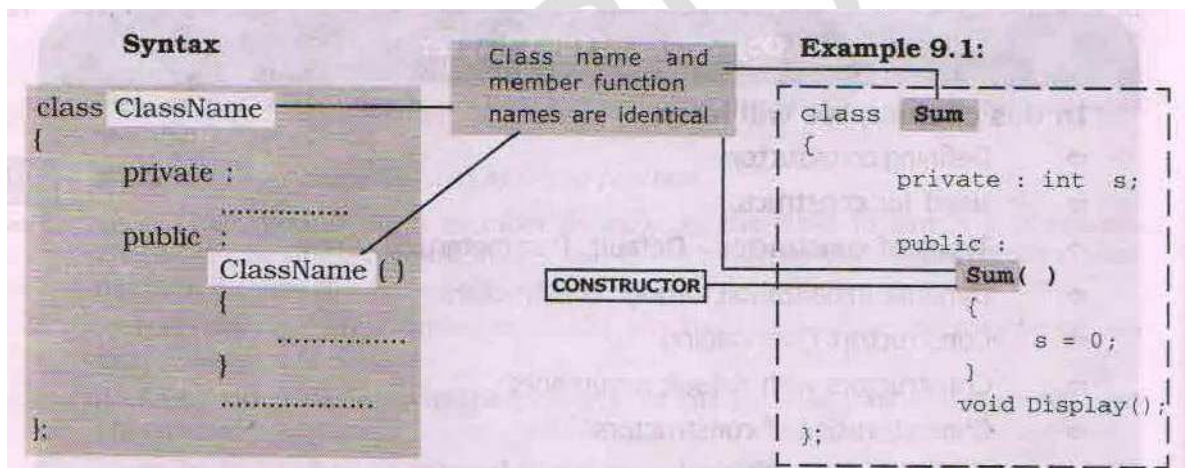 Syntax
class ClassName
{
private :
................
public :
ClassName ( )
{
................
}
...................
};
Class name and
member function
names are identical
CONSTRUCTOR
Example 9.1:
class Sum
{
private : int s;
public :
Sum( )
{
s = 0;
}
void Display();
};